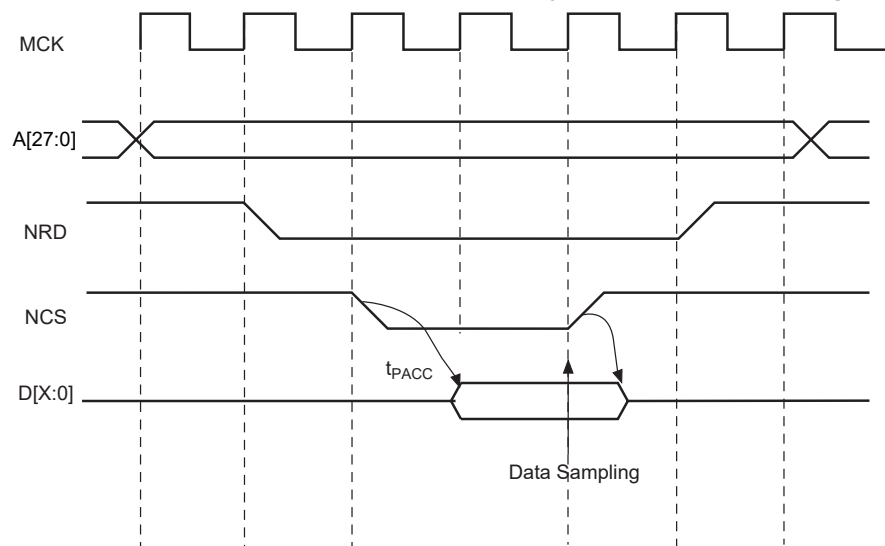 MCK
A[27:0]
NRD
NCS
tPACC
D[X:0]
Data Sampling